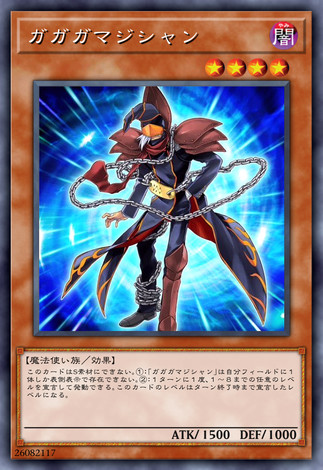 ガガガマジシャン
やみ
闇
【魔法使い族／効果】
このカードはS素材にできない。①:「ガガガマジシャン」は自分フィールドに１
体しか表側表示で存在できない。②:１ターンに１度、１～８までの任意のレベ
ルを宣言して発動できる。このカードのレベルはターン終了時まで宣言したレ
ベルになる。
ATK/ 1500 DEF/1000
26082117